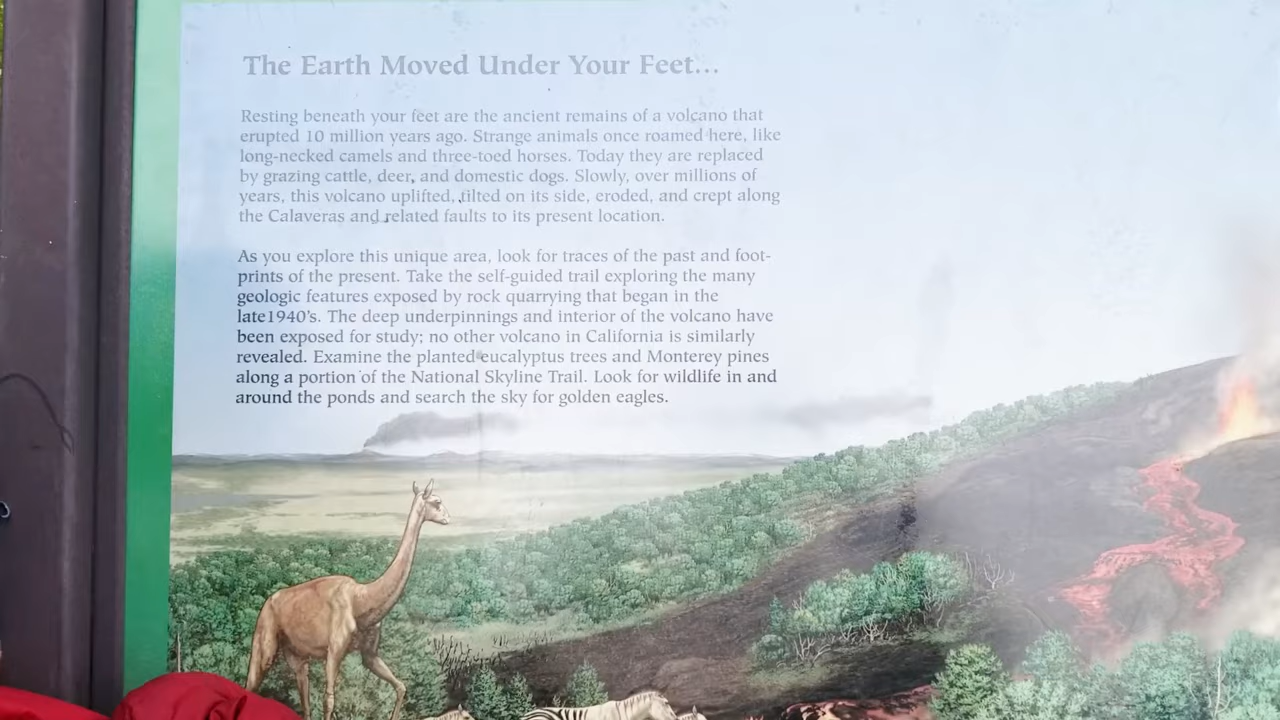 The Earth Moved Under Your Feet...
Resting beneath your feet are the ancient remains of a volcano that
erupted 10 million years ago. Strange animals once roamed here, like
long-necked camels and three-toed horses. Today they are replaced
by grazing cattle, deer, and domestic dogs. Slowly, over millions of
years, this volcano uplifted, tilted on its side, eroded, and crept along
the Calaveras and related faults to its present location.
As you explore this unique area, look for traces of the past and foot-
prints of the present. Take the self-guided trail exploring the many
geologic features exposed by rock quarrying that began in the
late1940's. The deep underpinnings and interior of the volcano have
been exposed for study; no other volcano in California is similarly
revealed. Examine the planted eucalyptus trees and Monterey pines
along a portion of the National Skyline Trail. Look for wildlife in and
around the ponds and search the sky for golden eagles.